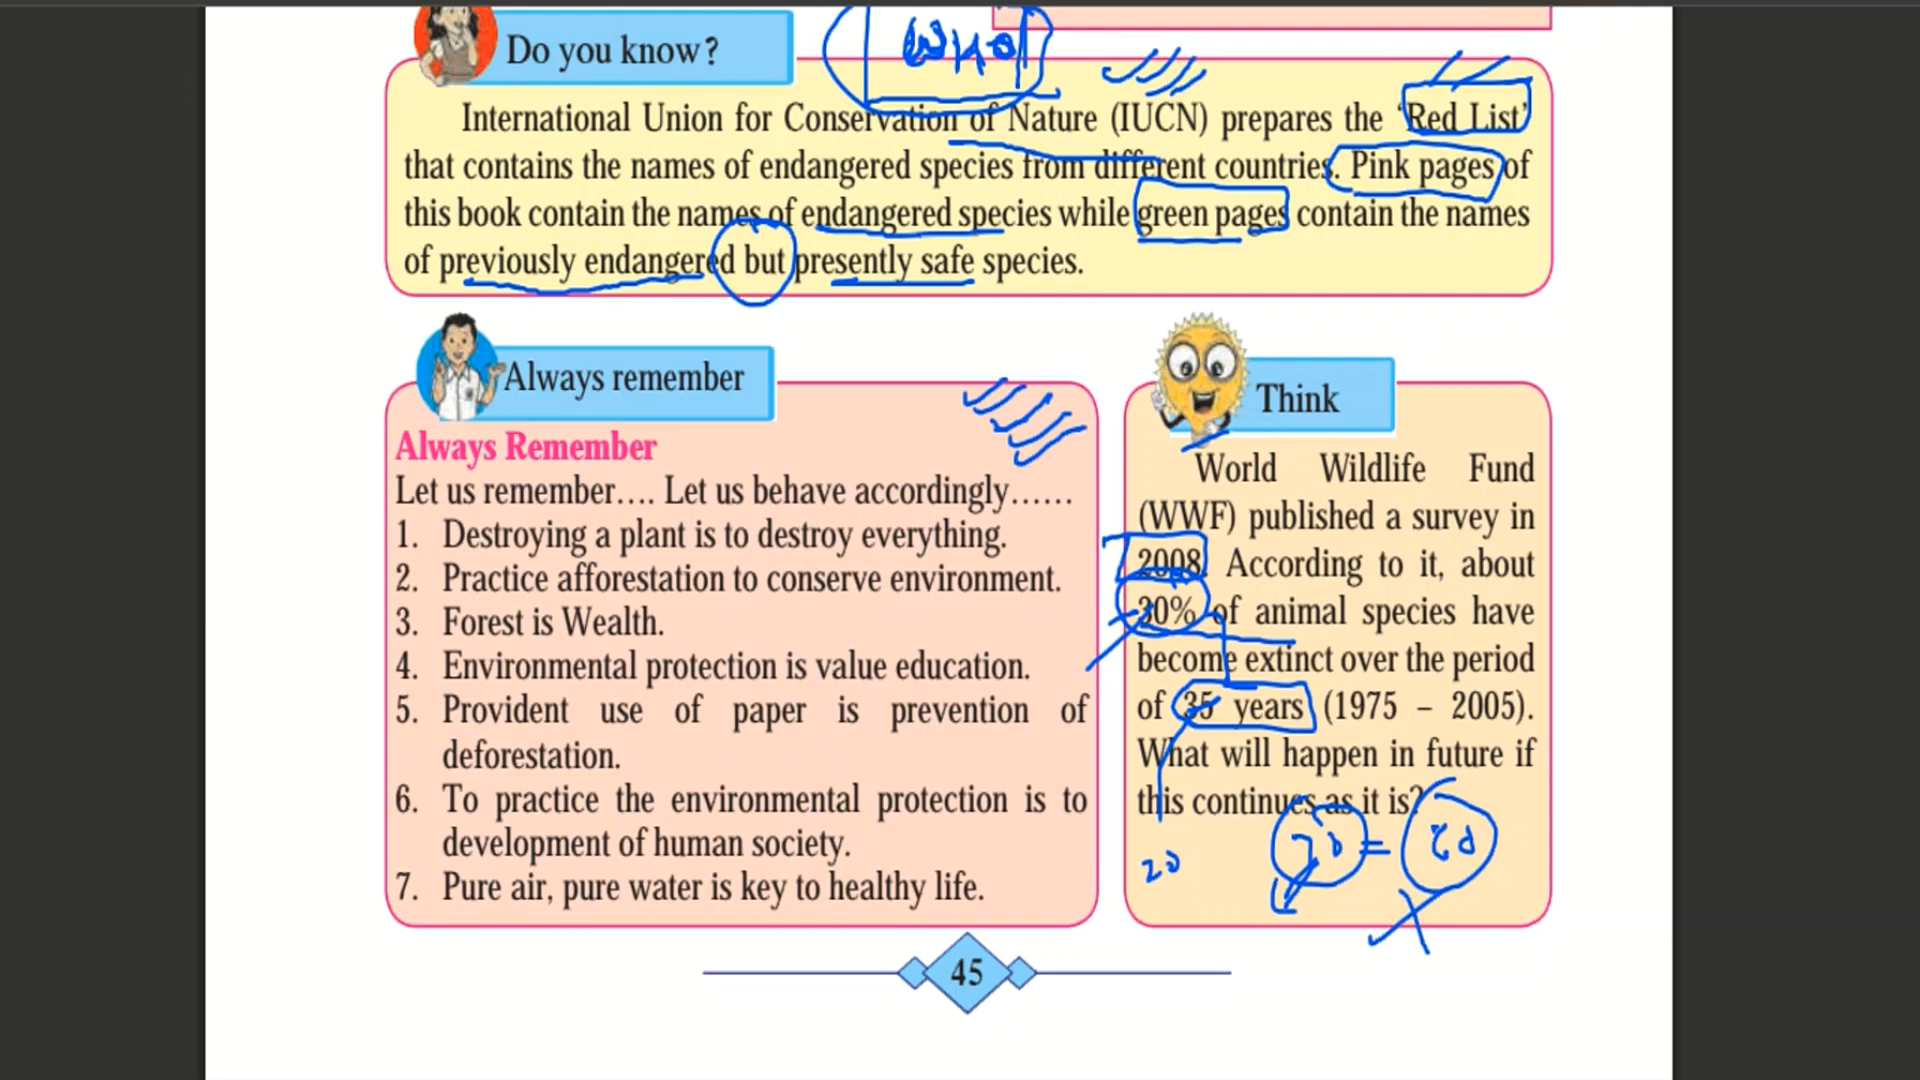 Do you know?
International Union for Conservation of Nature (IUCN) prepares the ‘Red List’
that contains the names of endangered species from different countries. Pink pages of
this book contain the names of endangered species while green pages contain the names
of previously endangered but presently safe species.
Always remember
Always Remember
Let us remember…. Let us behave accordingly……
1. Destroying a plant is to destroy everything.
2. Practice afforestation to conserve environment.
3. Forest is Wealth.
4. Environmental protection is value education.
5. Provident use of paper is prevention of
deforestation.
6. To practice the environmental protection is to
development of human society.
7. Pure air, pure water is key to healthy life.
Think
World Wildlife Fund
(WWF) published a survey in
2008. According to it, about
30% of animal species have
become extinct over the period
of 35 years (1975 – 2005).
What will happen in future if
this continues as it is?
20
45